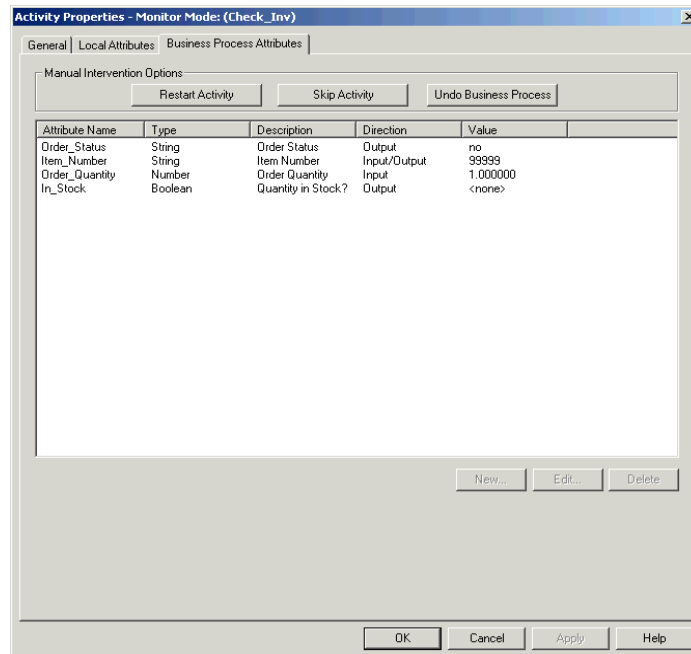 Activity Properties - Monitor Mode: (Check_Inv)
General Local Attributes Business Process Attributes
Manual Intervention Options
Restart Activity Skip Activity Undo Business Process
Attribute Name Type Description Direction Value
Order_Status String Order Status Output no
Item_Number String Item Number Input/Output 99999
Order_Quantity Number Order Quantity Input 1.000000
In_Stock Boolean Quantity in Stock? Output <none>
New... Edit... Delete
OK Cancel Apply Help